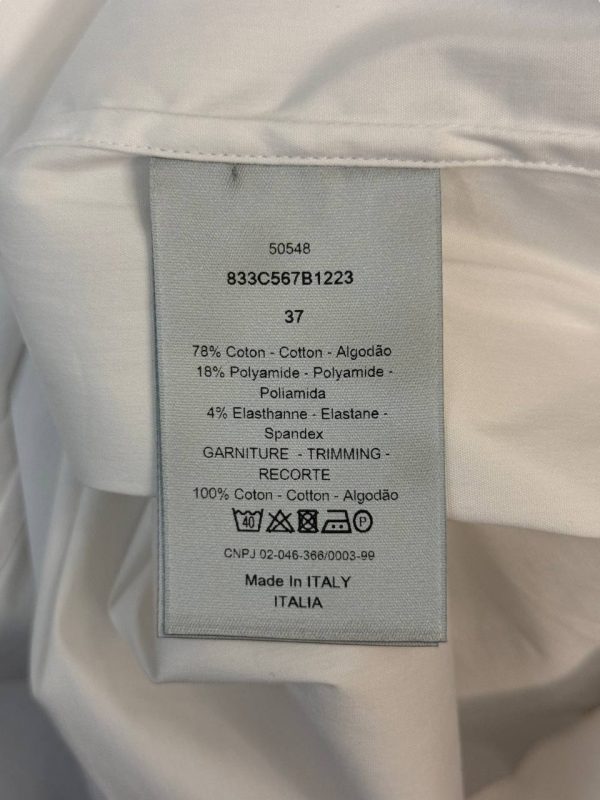 50548
833C567B1223
37
78% Coton - Cotton - Algodão
18% Polyamide - Polyamide -
Poliamida
4% Elasthanne - Elastane -
Spandex
GARNITURE - TRIMMING -
RECORTE
100% Coton - Cotton - Algodão
40 P
CNPJ 02-046-366/0003-99
Made In ITALY
ITALIA